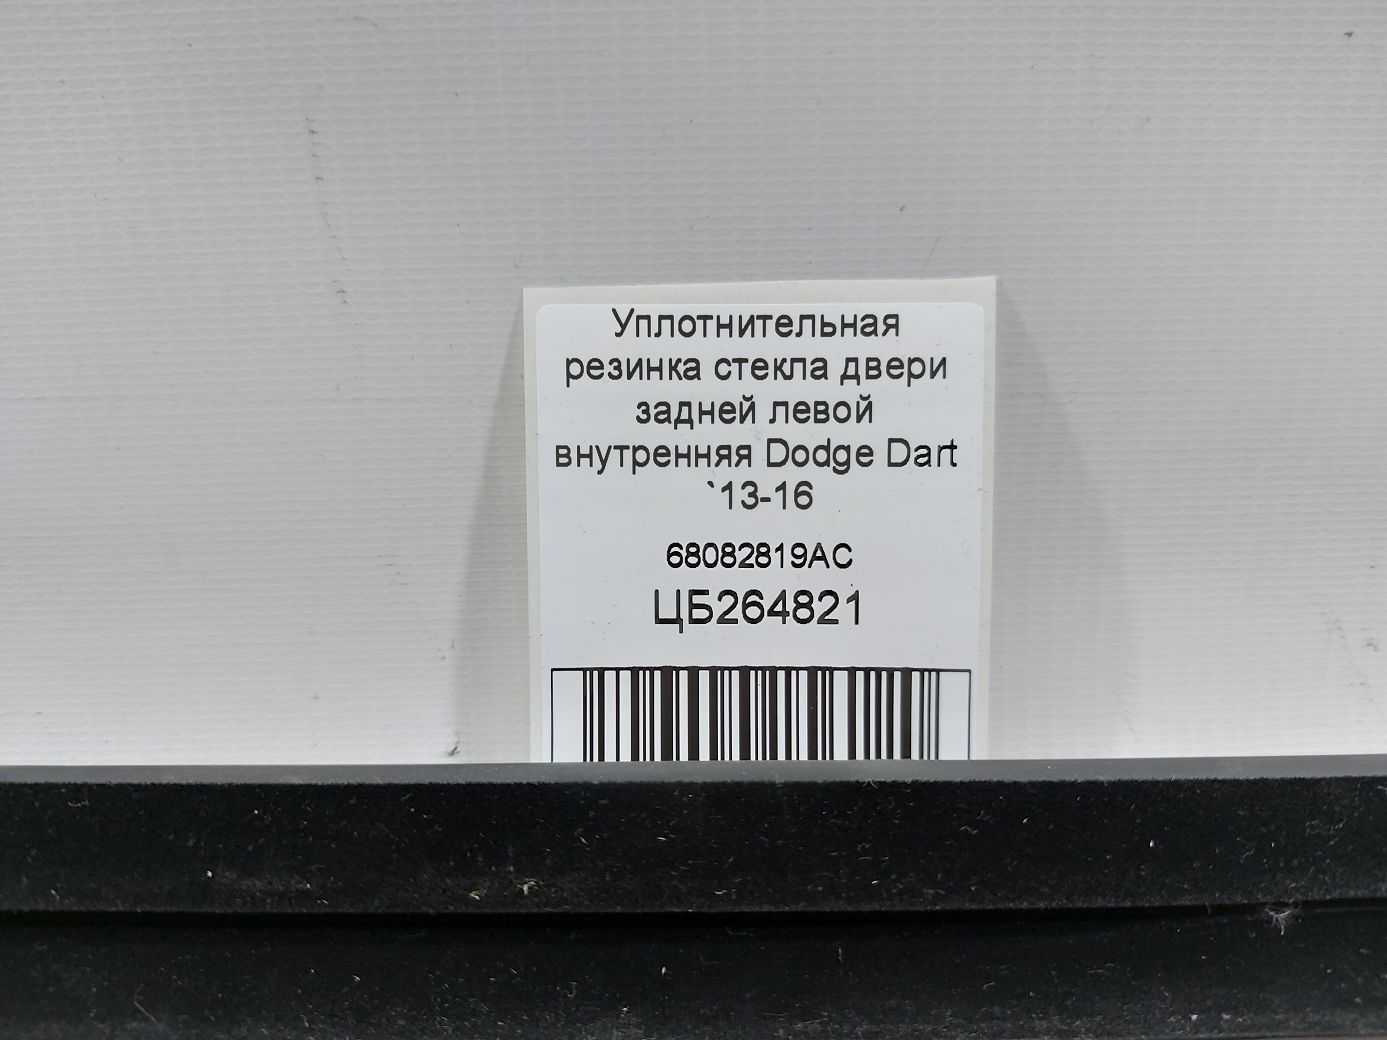 Уплотнительная
резинка стекла двери
задней левой
внутренняя Dodge Dart
`13-16
68082819AC
ЦБ264821